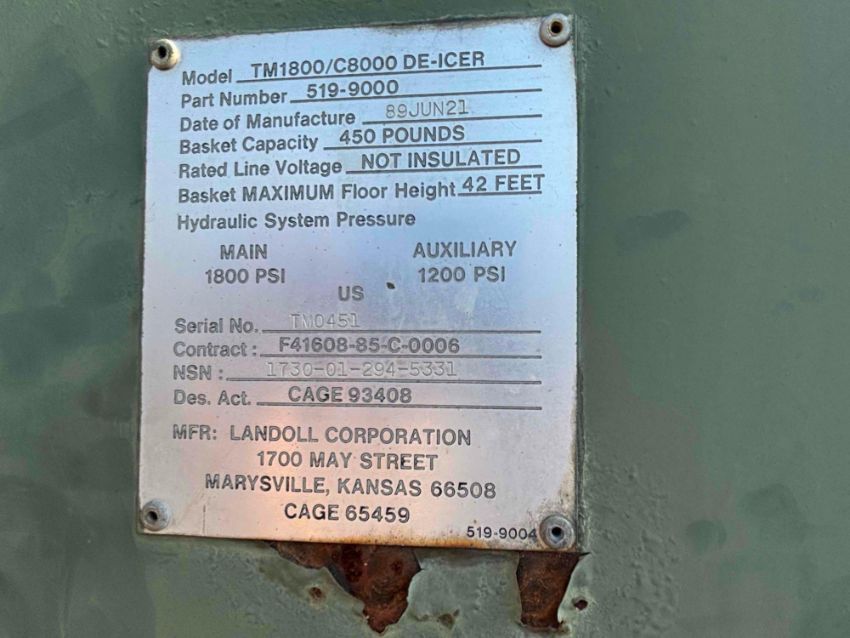 Model TM1800/C8000 DE-ICER
Part Number 519-9000
Date of Manufacture 89JUN21
Basket Capacity 450 POUNDS
Rated Line Voltage NOT INSULATED
Basket MAXIMUM Floor Height 42 FEET
Hydraulic System Pressure
MAIN AUXILIARY
1800 PSI 1200 PSI
US
Serial No. TM0451
Contract: F41608-85-C-0006
NSN: 1730-01-294-5331
Des. Act. CAGE 93408
MFR: LANDOLL CORPORATION
1700 MAY STREET
MARYSVILLE, KANSAS 66508
CAGE 65459
519-9004